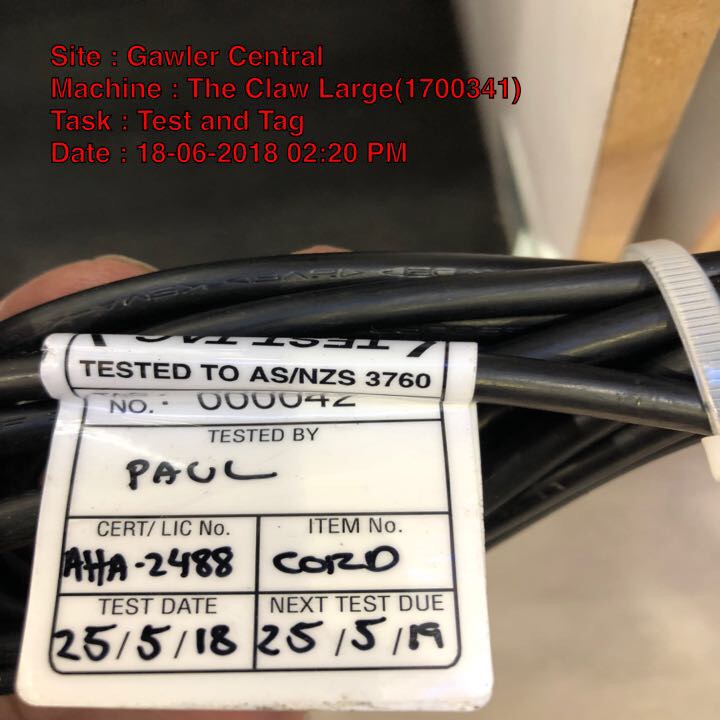 Site : Gawler Central
Machine : The Claw Large(1700341)
Task : Test and Tag
Date : 18-06-2018 02:20 PM
TESTED TO AS/NZS 3760
NO. : 000042
TESTED BY
PAUL
CERT/ LIC No. ITEM No.
AHA-2488 CORD
TEST DATE NEXT TEST DUE
25/5/18 25/5/19